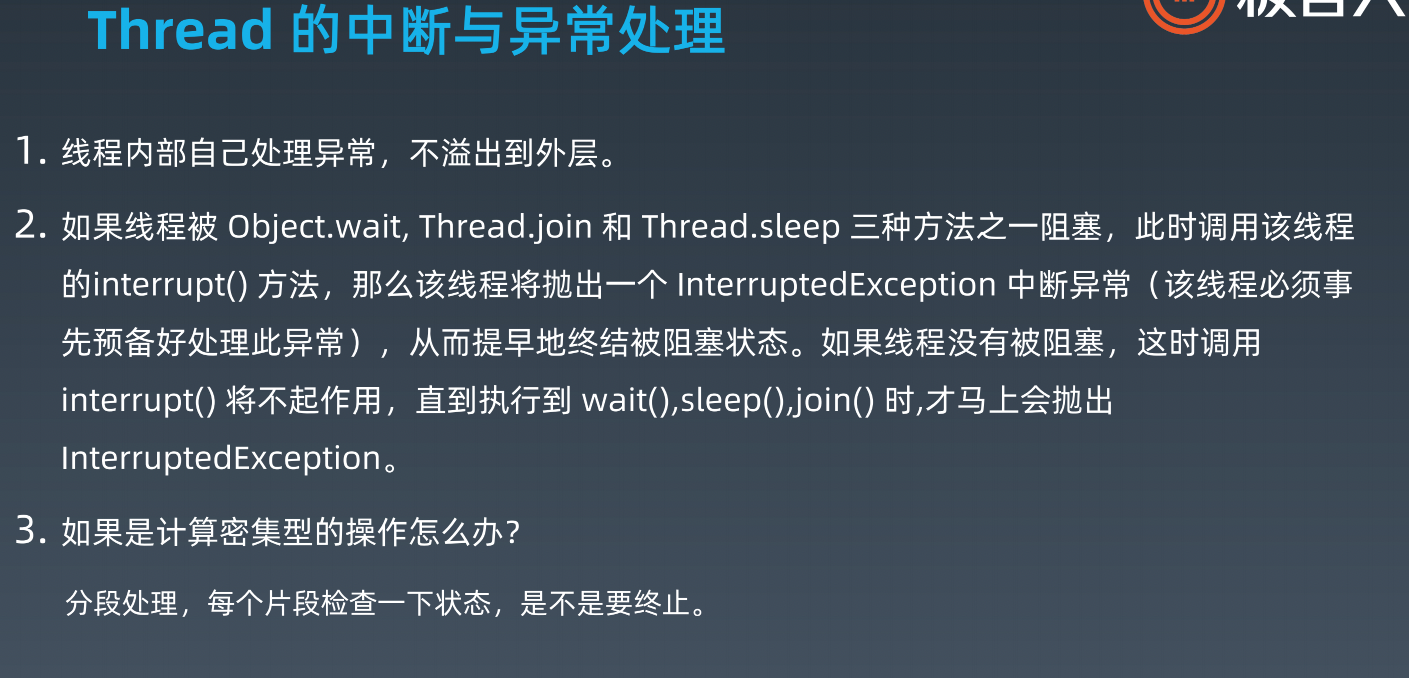 Thread 的中断与异常处理
1. 线程内部自己处理异常，不溢出到外层。
2. 如果线程被 Object.wait, Thread.join 和 Thread.sleep 三种方法之一阻塞，此时调用该线程
的interrupt() 方法，那么该线程将抛出一个 InterruptedException 中断异常（该线程必须事
先预备好处理此异常），从而提早地终结被阻塞状态。如果线程没有被阻塞，这时调用
interrupt() 将不起作用，直到执行到 wait(),sleep(),join() 时,才马上会抛出
InterruptedException。
3. 如果是计算密集型的操作怎么办？
分段处理，每个片段检查一下状态，是不是要终止。